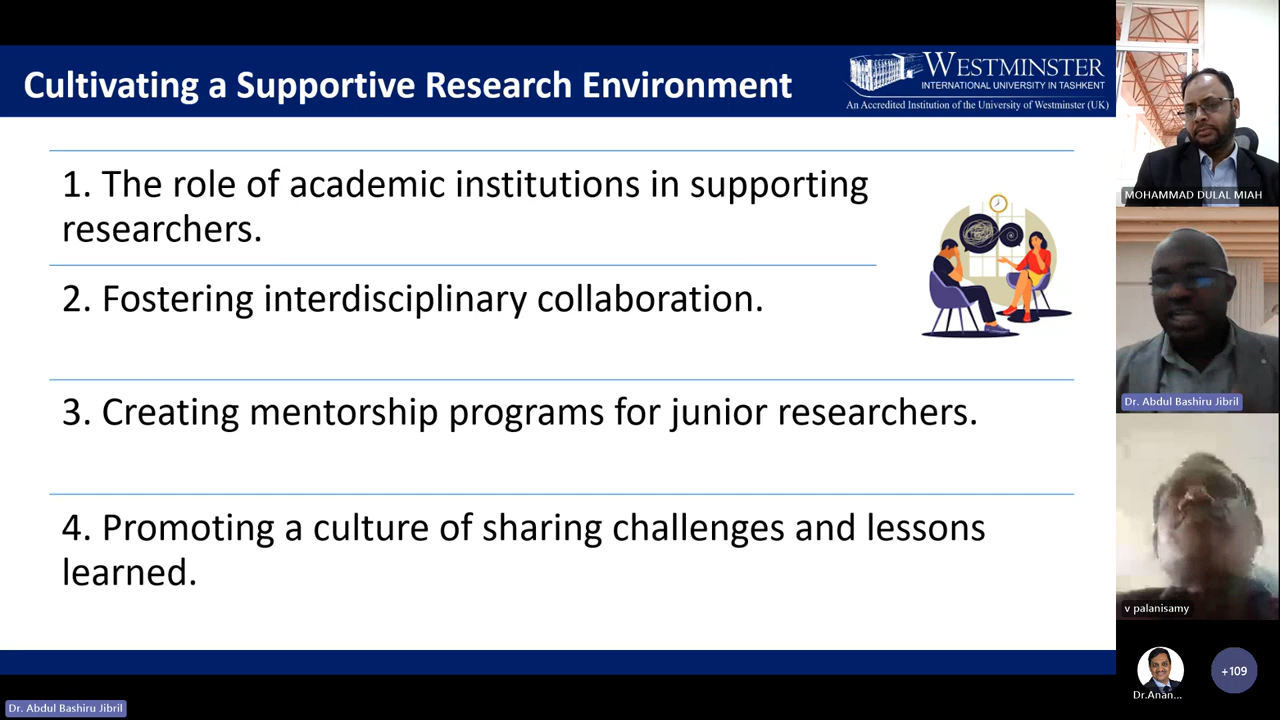 Cultivating a Supportive Research Environment
WESTMINSTER
INTERNATIONAL UNIVERSITY IN TASHKENT
An Accredited Institution of the University of Westminster (UK)
1. The role of academic institutions in supporting
researchers.
2. Fostering interdisciplinary collaboration.
3. Creating mentorship programs for junior researchers.
4. Promoting a culture of sharing challenges and lessons
learned.
MOHAMMAD DULAL MIAH
Dr. Abdul Bashiru Jibril
v palanisamy
Dr.Anan...
+109
Dr. Abdul Bashiru Jibril